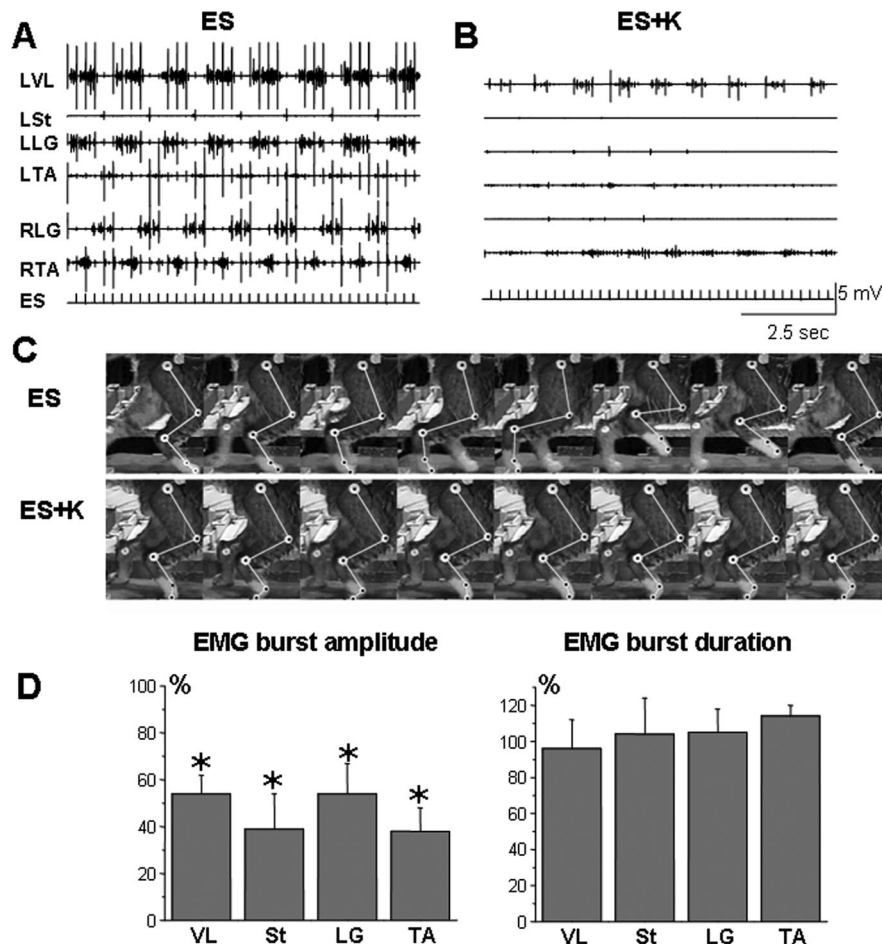 A ES
LVL
LSt
LLG
LTA
RLG
RTA
ES
B ES+K
5 mV
2.5 sec
C
ES
ES+K
D
EMG burst amplitude
%
100
80
60
40
20
0
* * * *
VL St LG TA
EMG burst duration
%
120
100
80
60
40
20
0
VL St LG TA